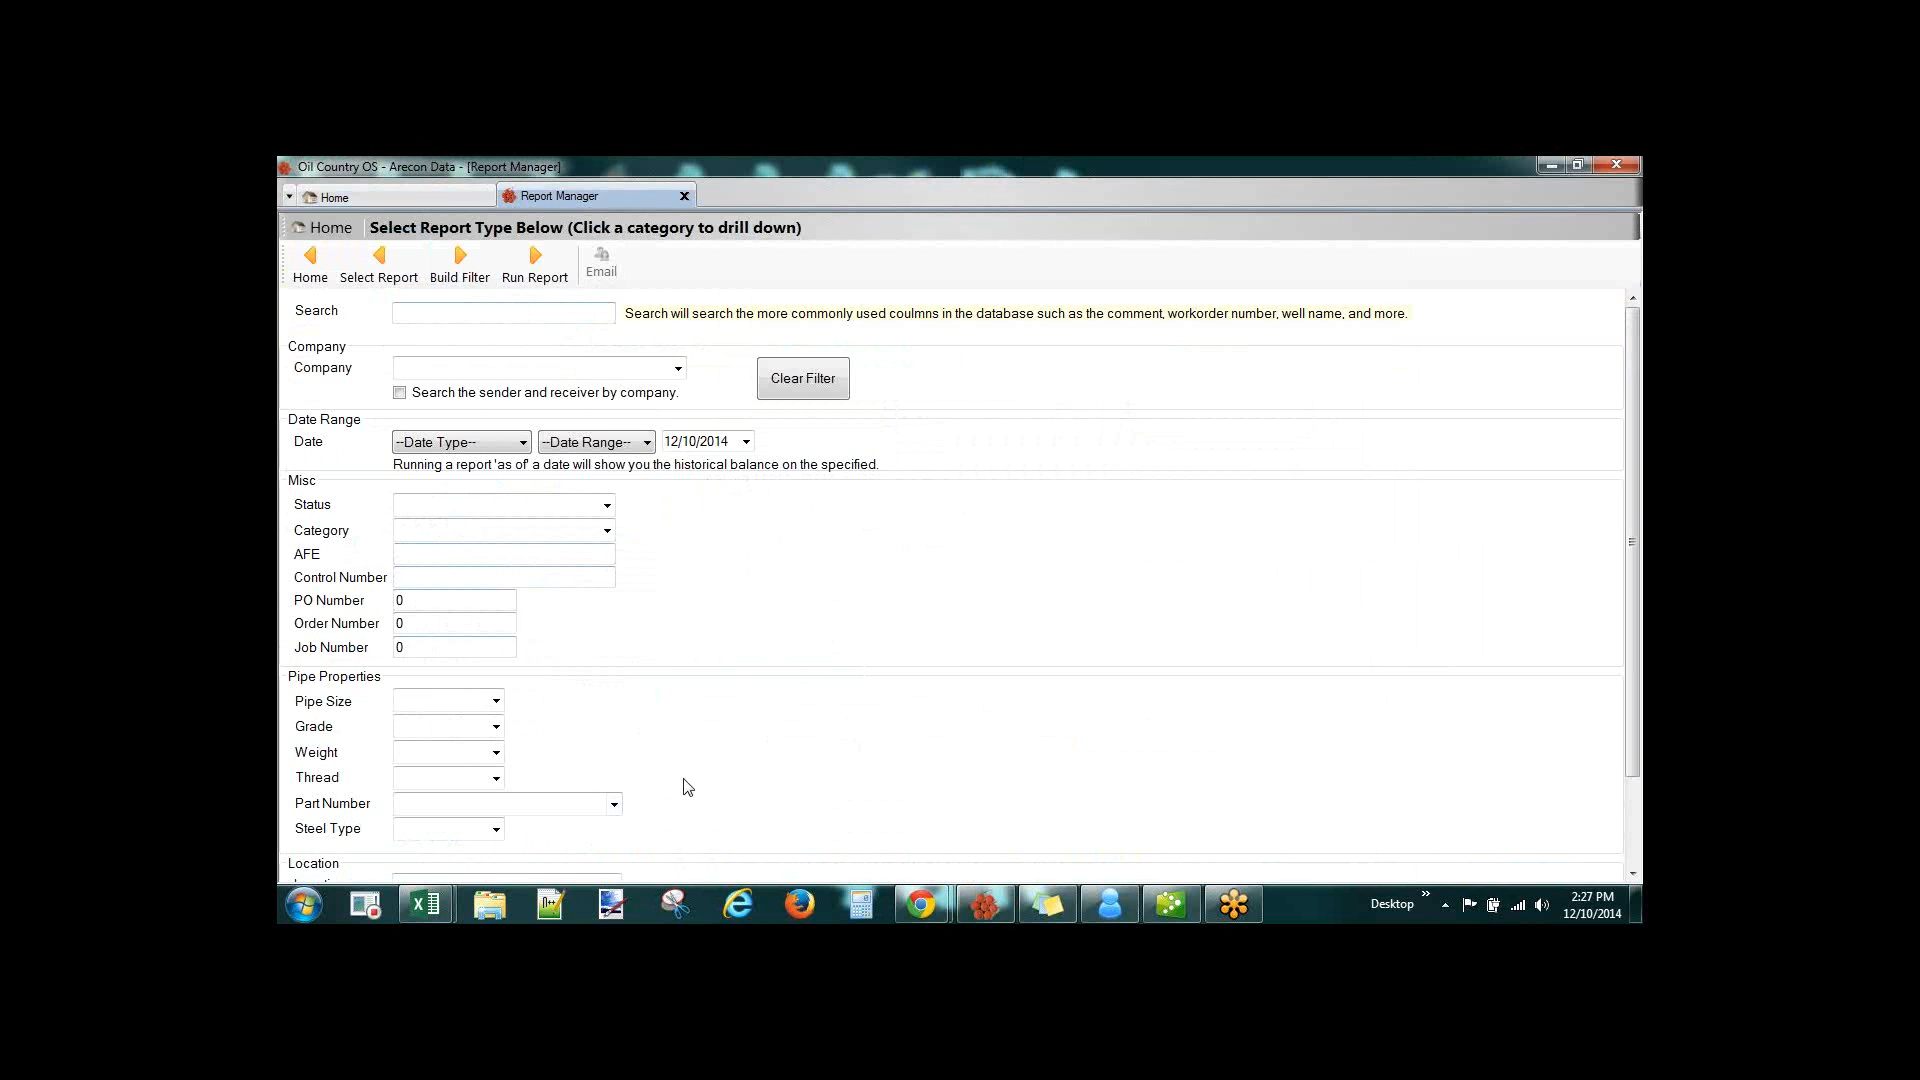 Oil Country OS - Arecon Data - [Report Manager]
Home
Report Manager
Home Select Report Type Below (Click a category to drill down)
Home Select Report Build Filter Run Report Email
Search Search will search the more commonly used coulmns in the database such as the comment, workorder number, well name, and more.
Company
Company
Clear Filter
Search the sender and receiver by company.
Date Range
Date --Date Type-- --Date Range-- 12/10/2014
Running a report 'as of' a date will show you the historical balance on the specified.
Misc
Status
Category
AFE
Control Number
PO Number 0
Order Number 0
Job Number 0
Pipe Properties
Pipe Size
Grade
Weight
Thread
Part Number
Steel Type
Location
Desktop
2:27 PM
12/10/2014